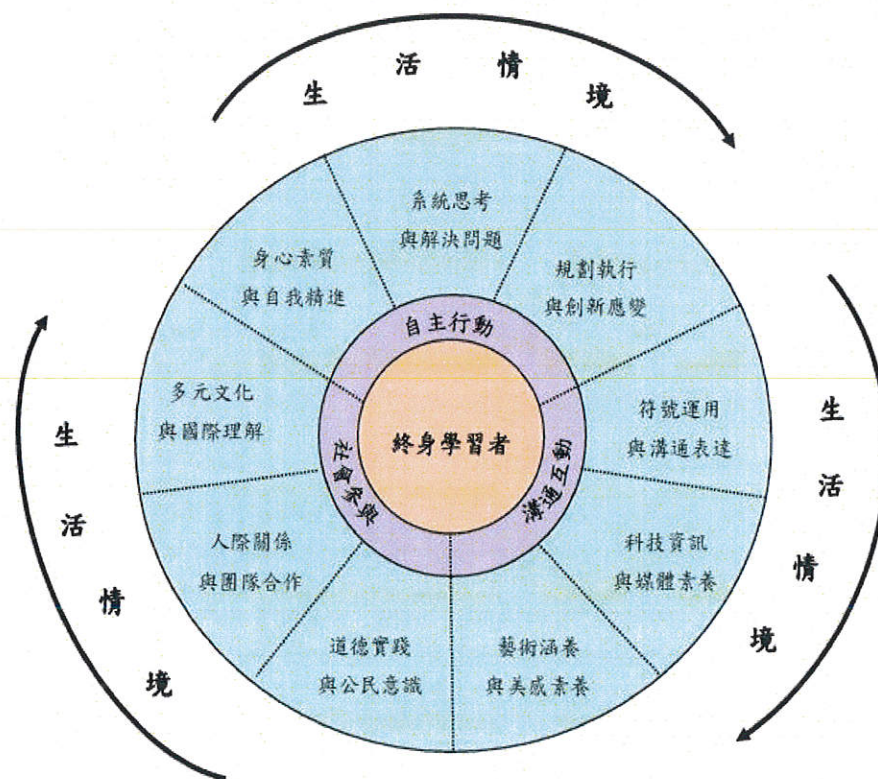 生活情境
系統思考
與解決問題
規劃執行
與創新應變
符號運用
與溝通表達
科技資訊
與媒體素養
藝術涵養
與美感素養
道德實踐
與公民意識
人際關係
與團隊合作
多元文化
與國際理解
身心素質
與自我精進
自主行動
溝通互動
社會參與
終身學習者
生活情境
生活情境